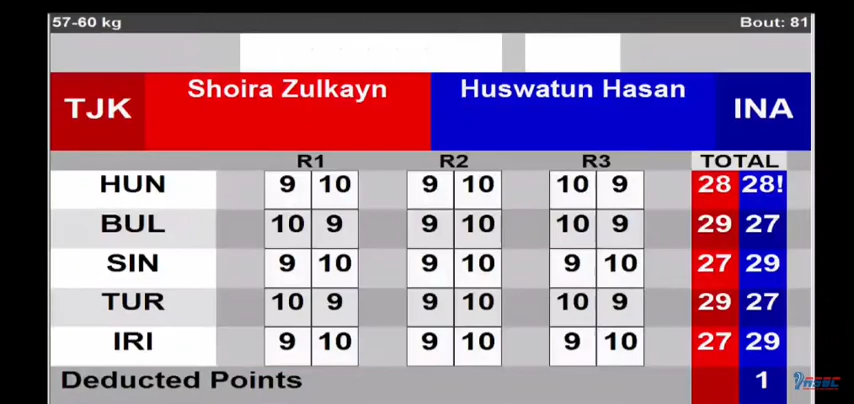 57-60 kg Bout: 81
TJK Shoira Zulkayn Huswatun Hasan INA
R1 R2 R3 TOTAL
HUN 9 10 9 10 10 9 28 28!
BUL 10 9 9 10 10 9 29 27
SIN 9 10 9 10 9 10 27 29
TUR 10 9 9 10 10 9 29 27
IRI 9 10 9 10 9 10 27 29
Deducted Points 1